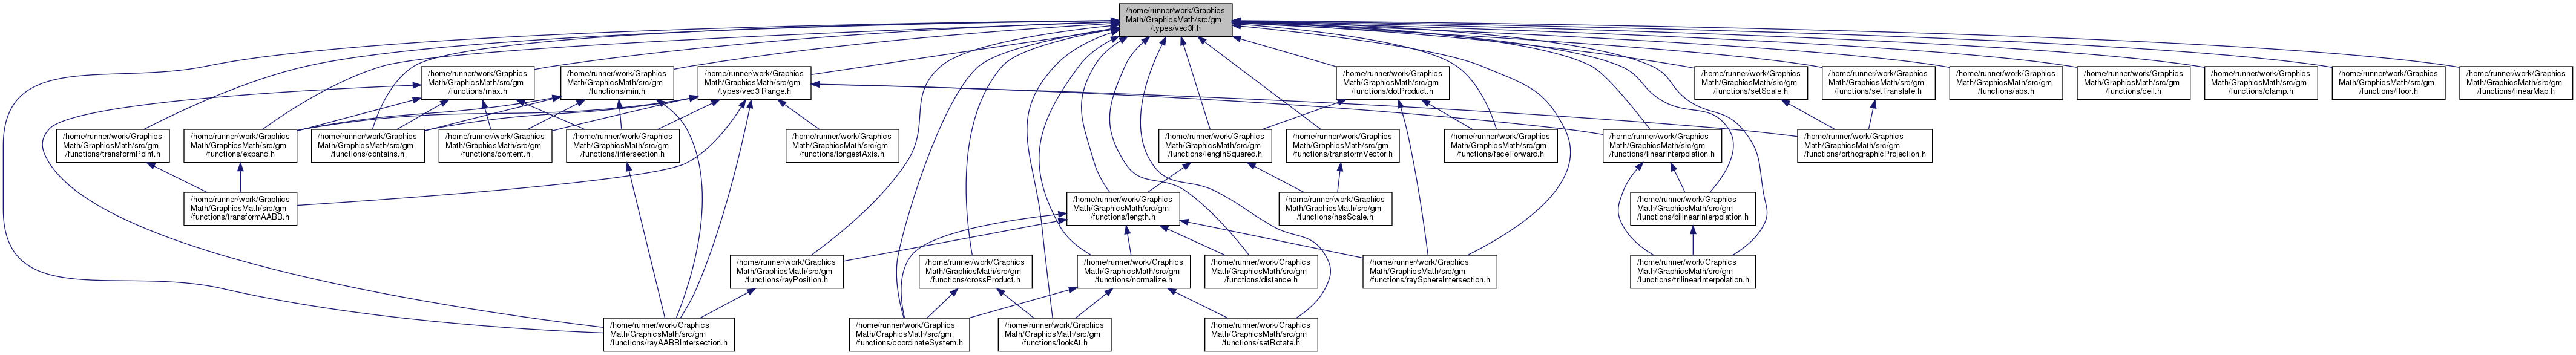 /home/runner/work/Graphics
Math/GraphicsMath/src/gm
/types/vec3f.h
/home/runner/work/Graphics
Math/GraphicsMath/src/gm
/functions/max.h
/home/runner/work/Graphics
Math/GraphicsMath/src/gm
/functions/min.h
/home/runner/work/Graphics
Math/GraphicsMath/src/gm
/types/vec3fRange.h
/home/runner/work/Graphics
Math/GraphicsMath/src/gm
/functions/dotProduct.h
/home/runner/work/Graphics
Math/GraphicsMath/src/gm
/functions/setScale.h
/home/runner/work/Graphics
Math/GraphicsMath/src/gm
/functions/setTranslate.h
/home/runner/work/Graphics
Math/GraphicsMath/src/gm
/functions/abs.h
/home/runner/work/Graphics
Math/GraphicsMath/src/gm
/functions/ceil.h
/home/runner/work/Graphics
Math/GraphicsMath/src/gm
/functions/clamp.h
/home/runner/work/Graphics
Math/GraphicsMath/src/gm
/functions/floor.h
/home/runner/work/Graphics
Math/GraphicsMath/src/gm
/functions/linearMap.h
/home/runner/work/Graphics
Math/GraphicsMath/src/gm
/functions/transformPoint.h
/home/runner/work/Graphics
Math/GraphicsMath/src/gm
/functions/expand.h
/home/runner/work/Graphics
Math/GraphicsMath/src/gm
/functions/contains.h
/home/runner/work/Graphics
Math/GraphicsMath/src/gm
/functions/content.h
/home/runner/work/Graphics
Math/GraphicsMath/src/gm
/functions/intersection.h
/home/runner/work/Graphics
Math/GraphicsMath/src/gm
/functions/longestAxis.h
/home/runner/work/Graphics
Math/GraphicsMath/src/gm
/functions/lengthSquared.h
/home/runner/work/Graphics
Math/GraphicsMath/src/gm
/functions/transformVector.h
/home/runner/work/Graphics
Math/GraphicsMath/src/gm
/functions/faceForward.h
/home/runner/work/Graphics
Math/GraphicsMath/src/gm
/functions/linearInterpolation.h
/home/runner/work/Graphics
Math/GraphicsMath/src/gm
/functions/orthographicProjection.h
/home/runner/work/Graphics
Math/GraphicsMath/src/gm
/functions/transformAABB.h
/home/runner/work/Graphics
Math/GraphicsMath/src/gm
/functions/length.h
/home/runner/work/Graphics
Math/GraphicsMath/src/gm
/functions/hasScale.h
/home/runner/work/Graphics
Math/GraphicsMath/src/gm
/functions/bilinearInterpolation.h
/home/runner/work/Graphics
Math/GraphicsMath/src/gm
/functions/rayPosition.h
/home/runner/work/Graphics
Math/GraphicsMath/src/gm
/functions/crossProduct.h
/home/runner/work/Graphics
Math/GraphicsMath/src/gm
/functions/normalize.h
/home/runner/work/Graphics
Math/GraphicsMath/src/gm
/functions/distance.h
/home/runner/work/Graphics
Math/GraphicsMath/src/gm
/functions/raySphereIntersection.h
/home/runner/work/Graphics
Math/GraphicsMath/src/gm
/functions/trilinearInterpolation.h
/home/runner/work/Graphics
Math/GraphicsMath/src/gm
/functions/rayAABBIntersection.h
/home/runner/work/Graphics
Math/GraphicsMath/src/gm
/functions/coordinateSystem.h
/home/runner/work/Graphics
Math/GraphicsMath/src/gm
/functions/lookAt.h
/home/runner/work/Graphics
Math/GraphicsMath/src/gm
/functions/setRotate.h